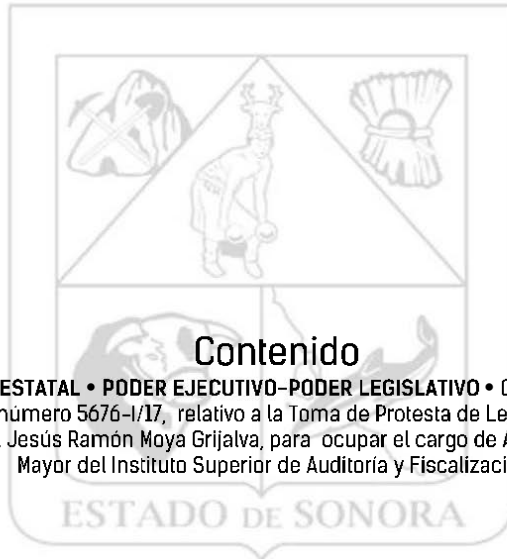 Contenido
ESTATAL • PODER EJECUTIVO-PODER LEGISLATIVO •
número 5676-I/17, relativo a la Toma de Protesta de
Jesús Ramón Moya Grijalva, para ocupar el cargo de
Mayor del Instituto Superior de Auditoría y
ESTADO DE SONORA